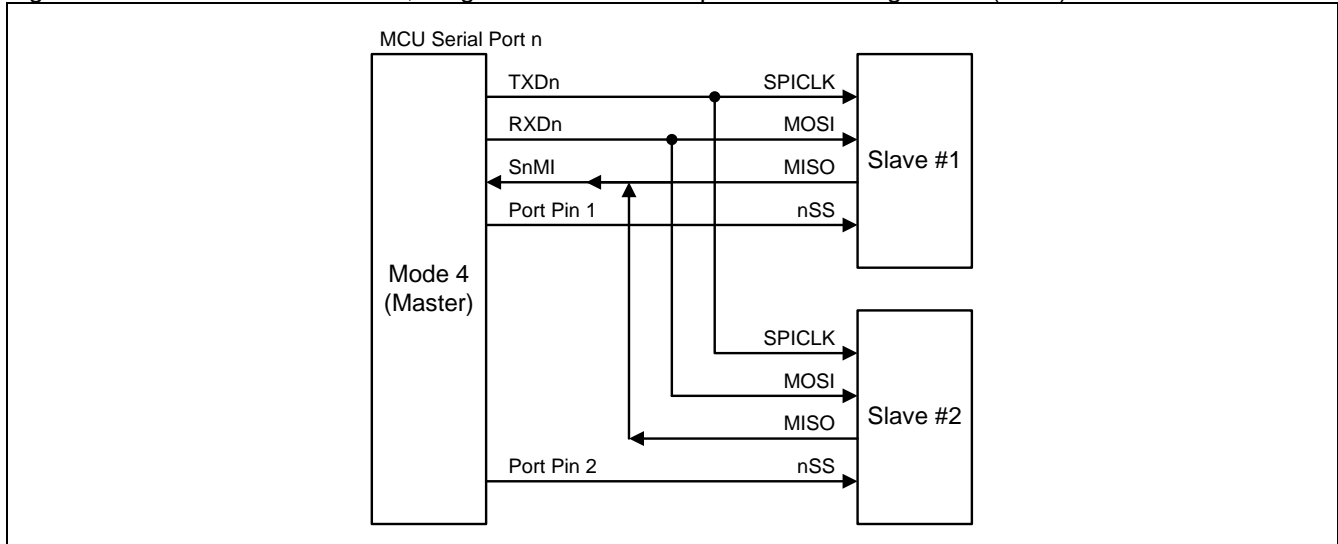 MCU Serial Port n
TXDn SPICLK
RXDn MOSI
SnMI MISO
Port Pin 1 nSS
Slave #1
Mode 4
(Master)
SPICLK
MOSI
MISO
Port Pin 2 nSS
Slave #2